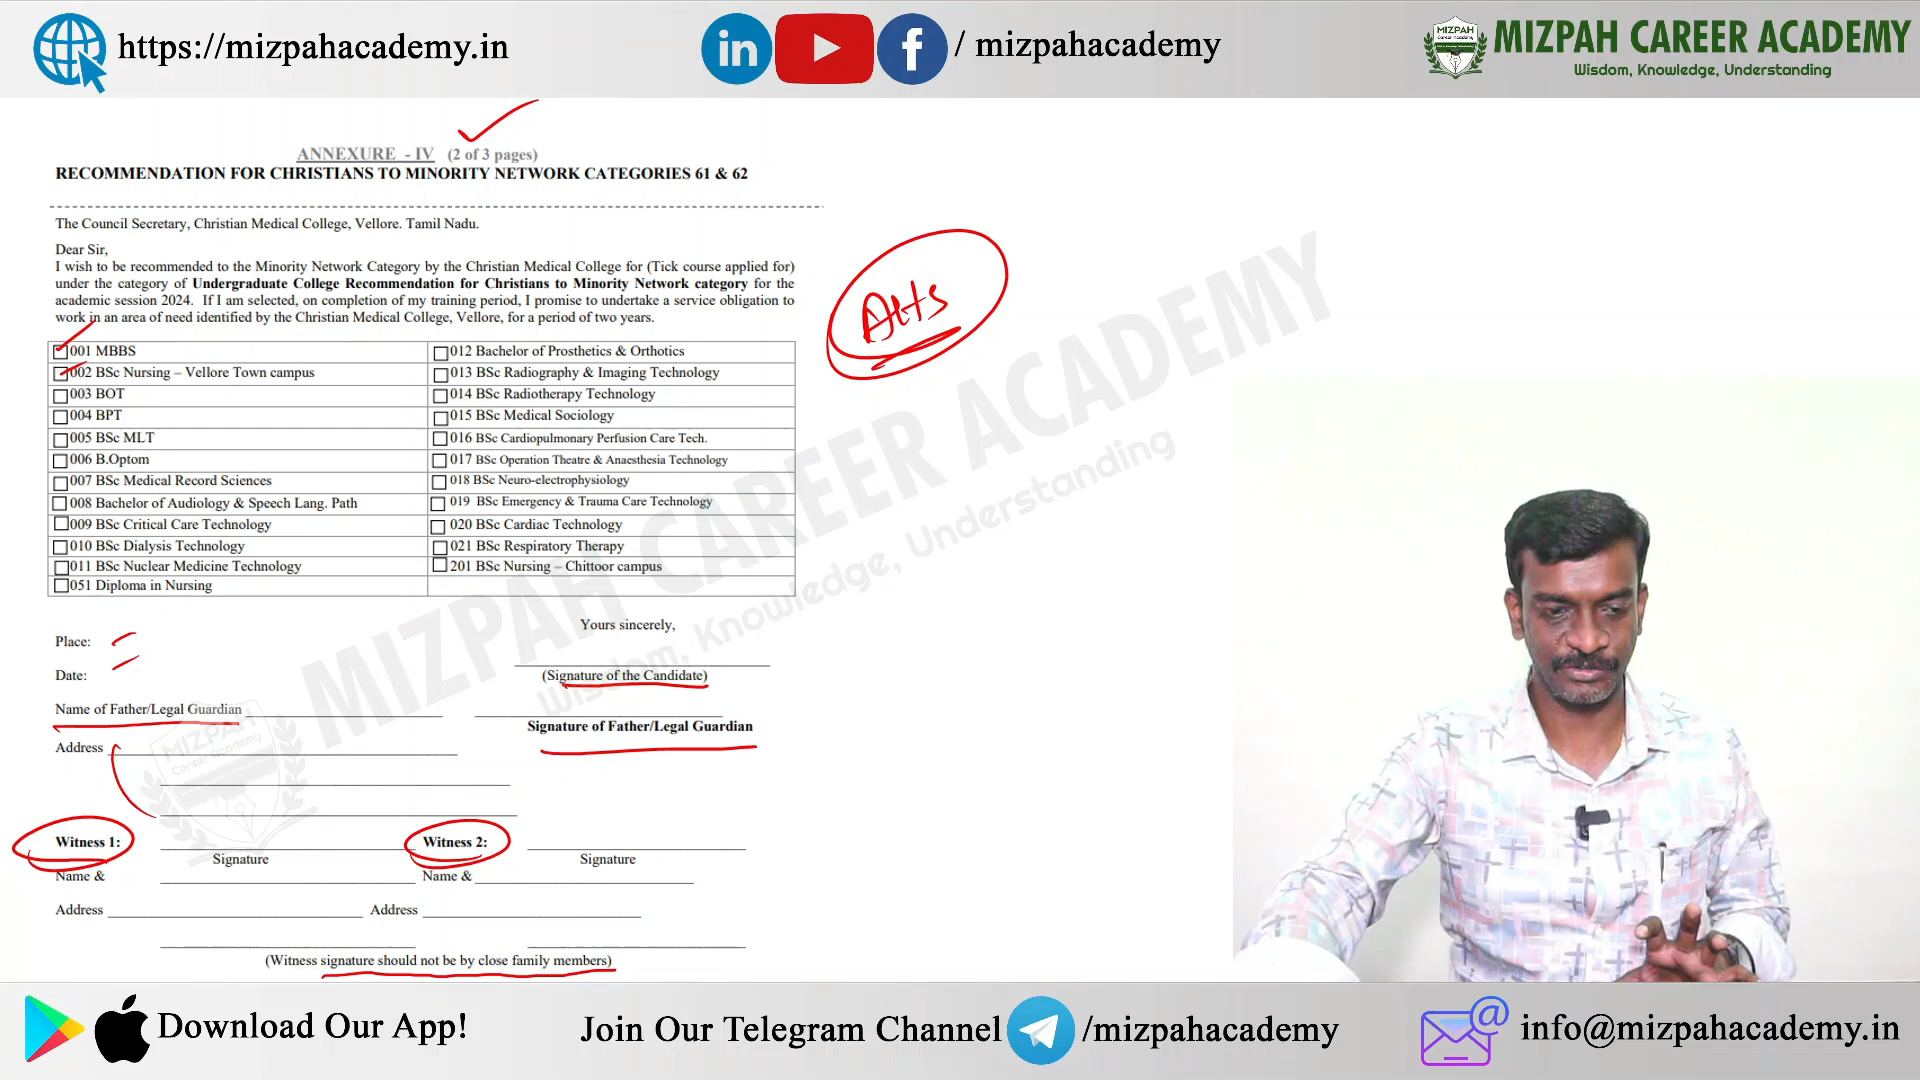 https://mizpahacademy.in
in
f
/ mizpahacademy
MIZPAH
Career Academy
MIZPAH CAREER ACADEMY
Wisdom, Knowledge, Understanding
ANNEXURE - IV (2 of 3 pages)
RECOMMENDATION FOR CHRISTIANS TO MINORITY NETWORK CATEGORIES 61 & 62
The Council Secretary, Christian Medical College, Vellore. Tamil Nadu.
Dear Sir,
I wish to be recommended to the Minority Network Category by the Christian Medical College for (Tick course applied for)
under the category of Undergraduate College Recommendation for Christians to Minority Network category for the
academic session 2024. If I am selected, on completion of my training period, I promise to undertake a service obligation to
work in an area of need identified by the Christian Medical College, Vellore, for a period of two years.
001 MBBS
012 Bachelor of Prosthetics & Orthotics
002 BSc Nursing – Vellore Town campus
013 BSc Radiography & Imaging Technology
003 BOT
014 BSc Radiotherapy Technology
004 BPT
015 BSc Medical Sociology
005 BSc MLT
016 BSc Cardiopulmonary Perfusion Care Tech.
006 B.Optom
017 BSc Operation Theatre & Anaesthesia Technology
007 BSc Medical Record Sciences
018 BSc Neuro-electrophysiology
008 Bachelor of Audiology & Speech Lang. Path
019 BSc Emergency & Trauma Care Technology
009 BSc Critical Care Technology
020 BSc Cardiac Technology
010 BSc Dialysis Technology
021 BSc Respiratory Therapy
011 BSc Nuclear Medicine Technology
201 BSc Nursing – Chittoor campus
051 Diploma in Nursing
AHS
MIZPAH CAREER ACADEMY
Wisdom, Knowledge, Understanding
MIZPAH
Career Academy
Yours sincerely,
Place:
Date:
(Signature of the Candidate)
Name of Father/Legal Guardian
Signature of Father/Legal Guardian
Address
Witness 1:
Witness 2:
Signature
Signature
Name &
Name &
Address
Address
(Witness signature should not be by close family members)
Download Our App!
Join Our Telegram Channel
/mizpahacademy
@
info@mizpahacademy.in